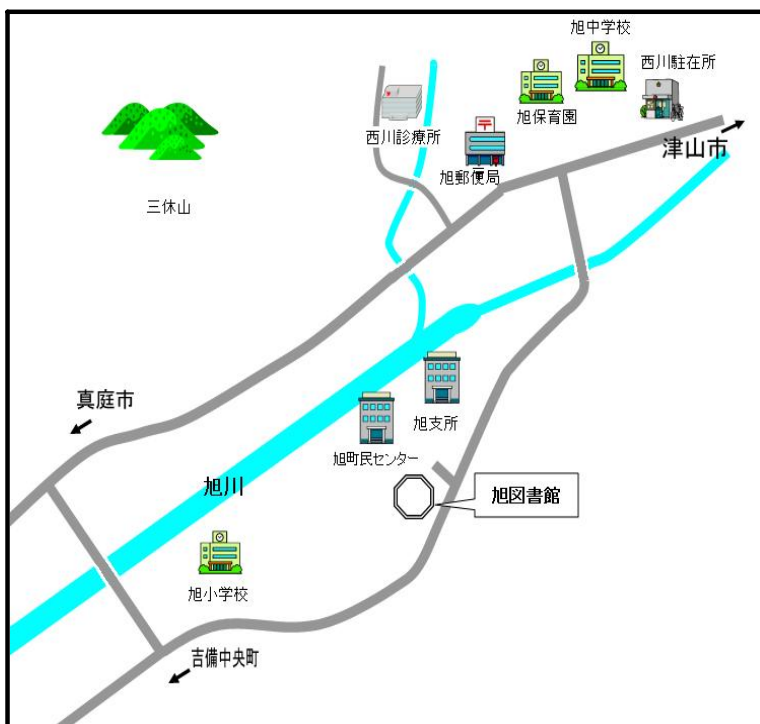 旭中学校
西川駐在所
旭保育園
西川診療所
津山市
旭郵便局
三休山
真庭市
旭支所
旭町民センター
旭川
旭図書館
旭小学校
吉備中央町